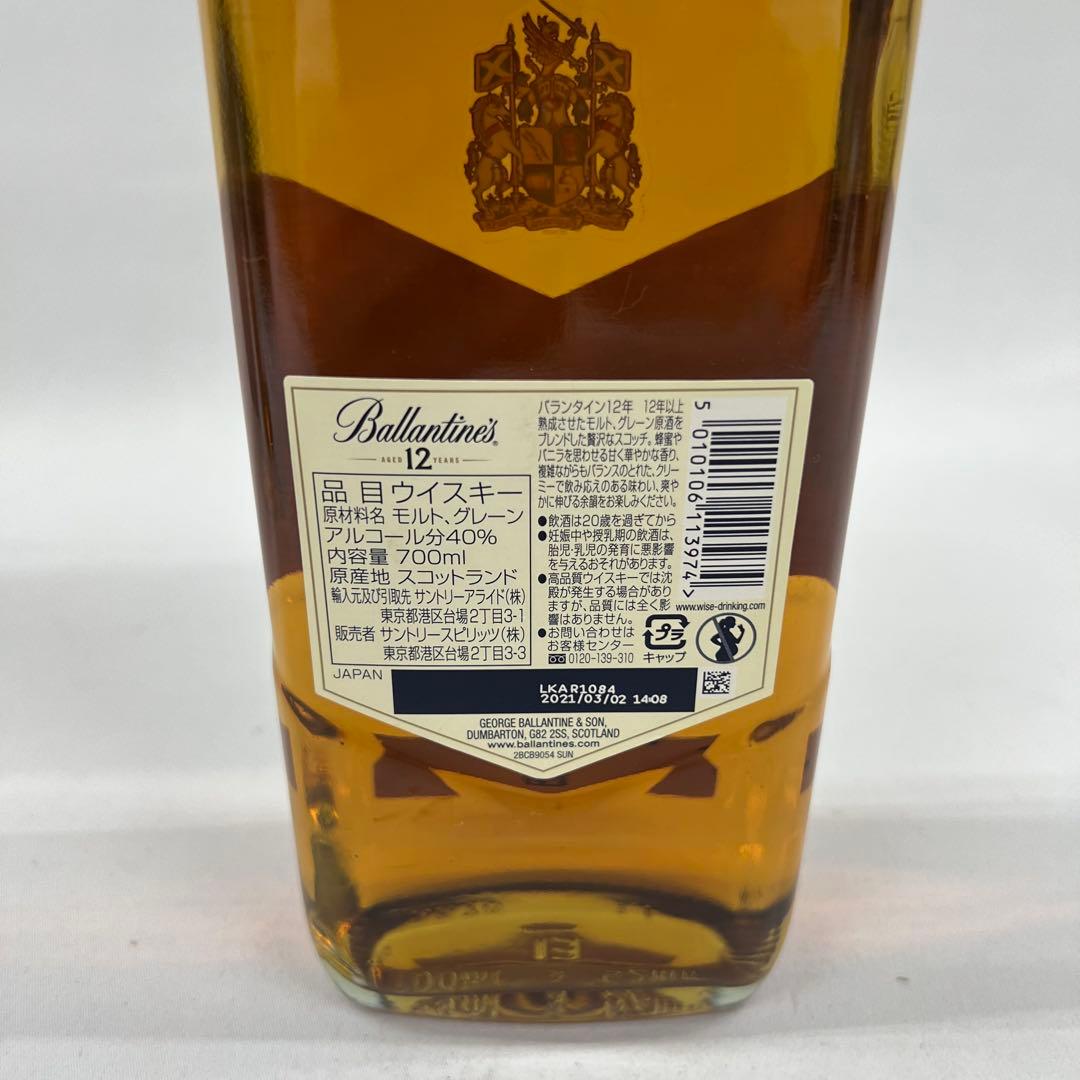 Ballantine's
AGED 12 YEARS
品目 ウイスキー
原材料名 モルト、グレーン
アルコール分40%
内容量 700ml
原産地 スコットランド
輸入元及び引取先 サントリーアライド(株)
東京都港区台場2丁目3-1
販売者 サントリースピリッツ(株)
東京都港区台場2丁目3-3
JAPAN
バランタイン12年 12年以上
熟成させたモルト、グレーン原酒を
ブレンドした贅沢なスコッチ。蜂蜜や
バニラを思わせる甘く華やかな香り、
複雑ながらもバランスのとれた、クリー
ミーで飲み応えのある味わい、爽や
かに伸びる余韻をお楽しみください。
●飲酒は20歳を過ぎてから
●妊娠中や授乳期の飲酒は、
胎児・乳児の発育に悪影響
を与えるおそれがあります。
●高品質ウイスキーでは沈
殿が発生する場合があり
ますが、品質には全く影
響はありません。
●お問い合わせは
お客様センター
0120-139-310
5 010106 113974>
www.wise-drinking.com
プラ
キャップ
LKAR1084
2021/03/02 14:08
GEORGE BALLANTINE & SON,
DUMBARTON, G82 2SS, SCOTLAND
www.ballantines.com
2BCB9054 SUN